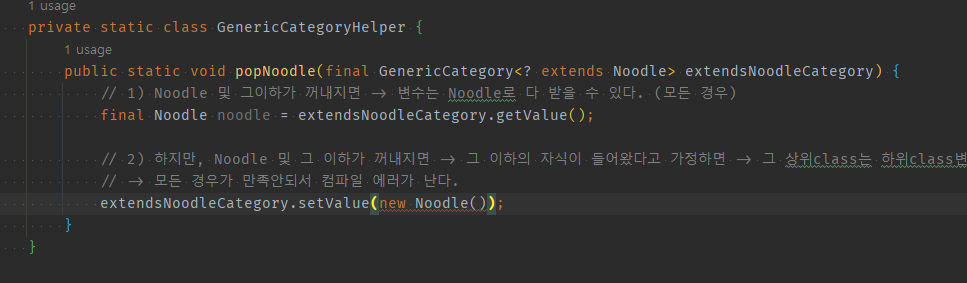 1 usage
private static class GenericCategoryHelper {
1 usage
public static void popNoodle(final GenericCategory<? extends Noodle> extendsNoodleCategory) {
// 1) Noodle 및 그이하가 꺼내지면 → 변수는 Noodle로 다 받을 수 있다. (모든 경우)
final Noodle noodle = extendsNoodleCategory.getValue();
// 2) 하지만, Noodle 및 그 이하가 꺼내지면 → 그 이하의 자식이 들어왔다고 가정하면 → 그 상위class는 하위class변
// → 모든 경우가 만족안되서 컴파일 에러가 난다.
extendsNoodleCategory.setValue(new Noodle());
}
}